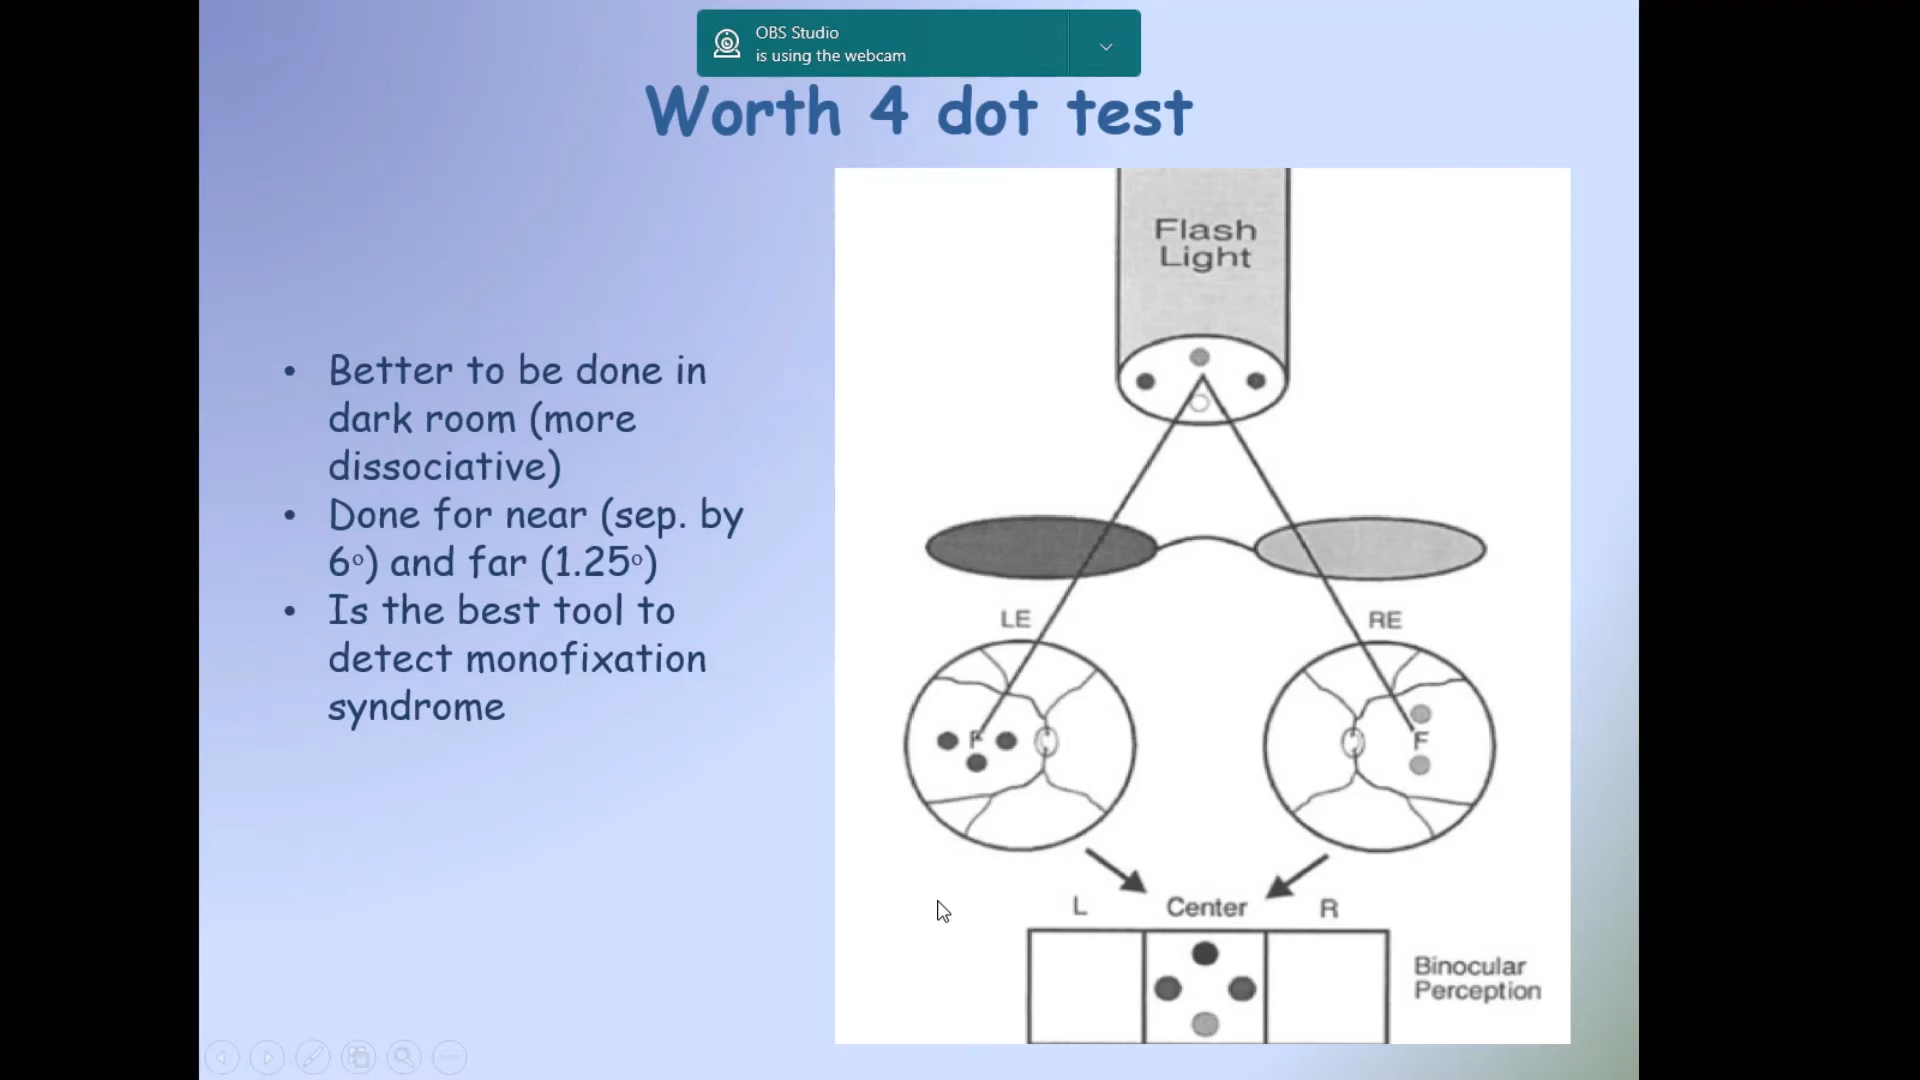 OBS Studio
is using the webcam
Worth 4 dot test
• Better to be done in
dark room (more
dissociative)
• Done for near (sep. by
6°) and far (1.25°)
• Is the best tool to
detect monofixation
syndrome
Flash
Light
LE
RE
F
F
L
Center
R
Binocular
Perception